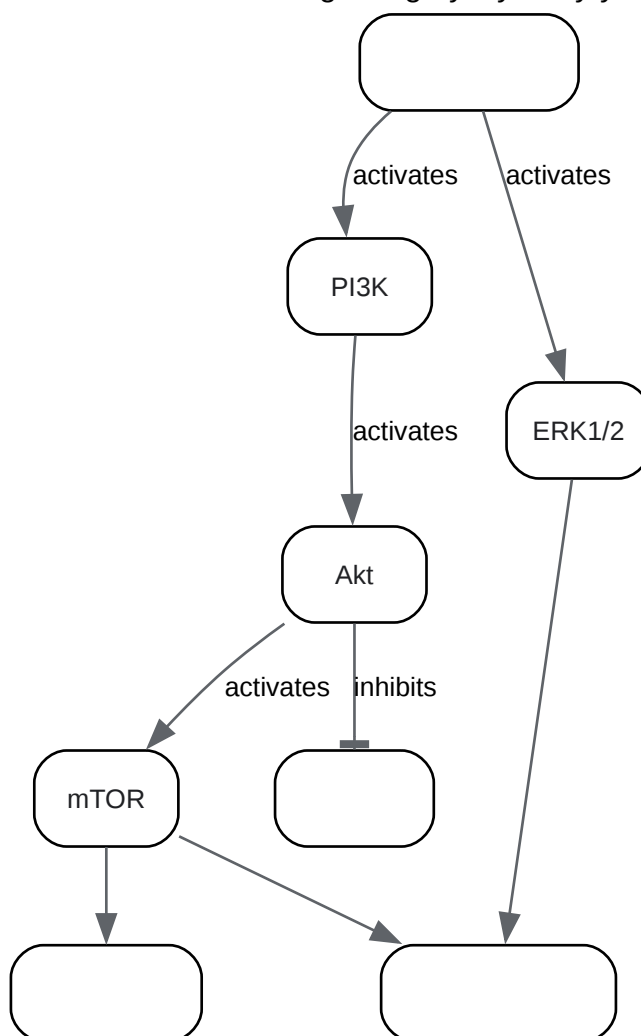 activates
activates
PI3K
activates
ERK1/2
Akt
activates
inhibits
mTOR